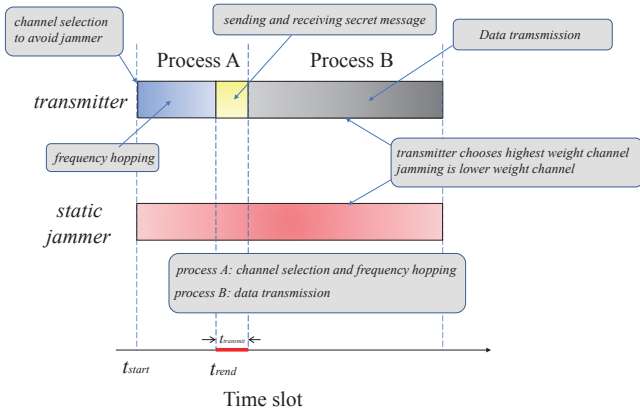 channel selection
to avoid jammer
sending and receiving secret message
Data transmission
Process A
Process B
transmitter
frequency hopping
transmitter chooses highest weight channel
jamming is lower weight channel
static
jammer
process A: channel selection and frequency hopping
process B: data transmission
t_transmit
t_start
t_rend
Time slot